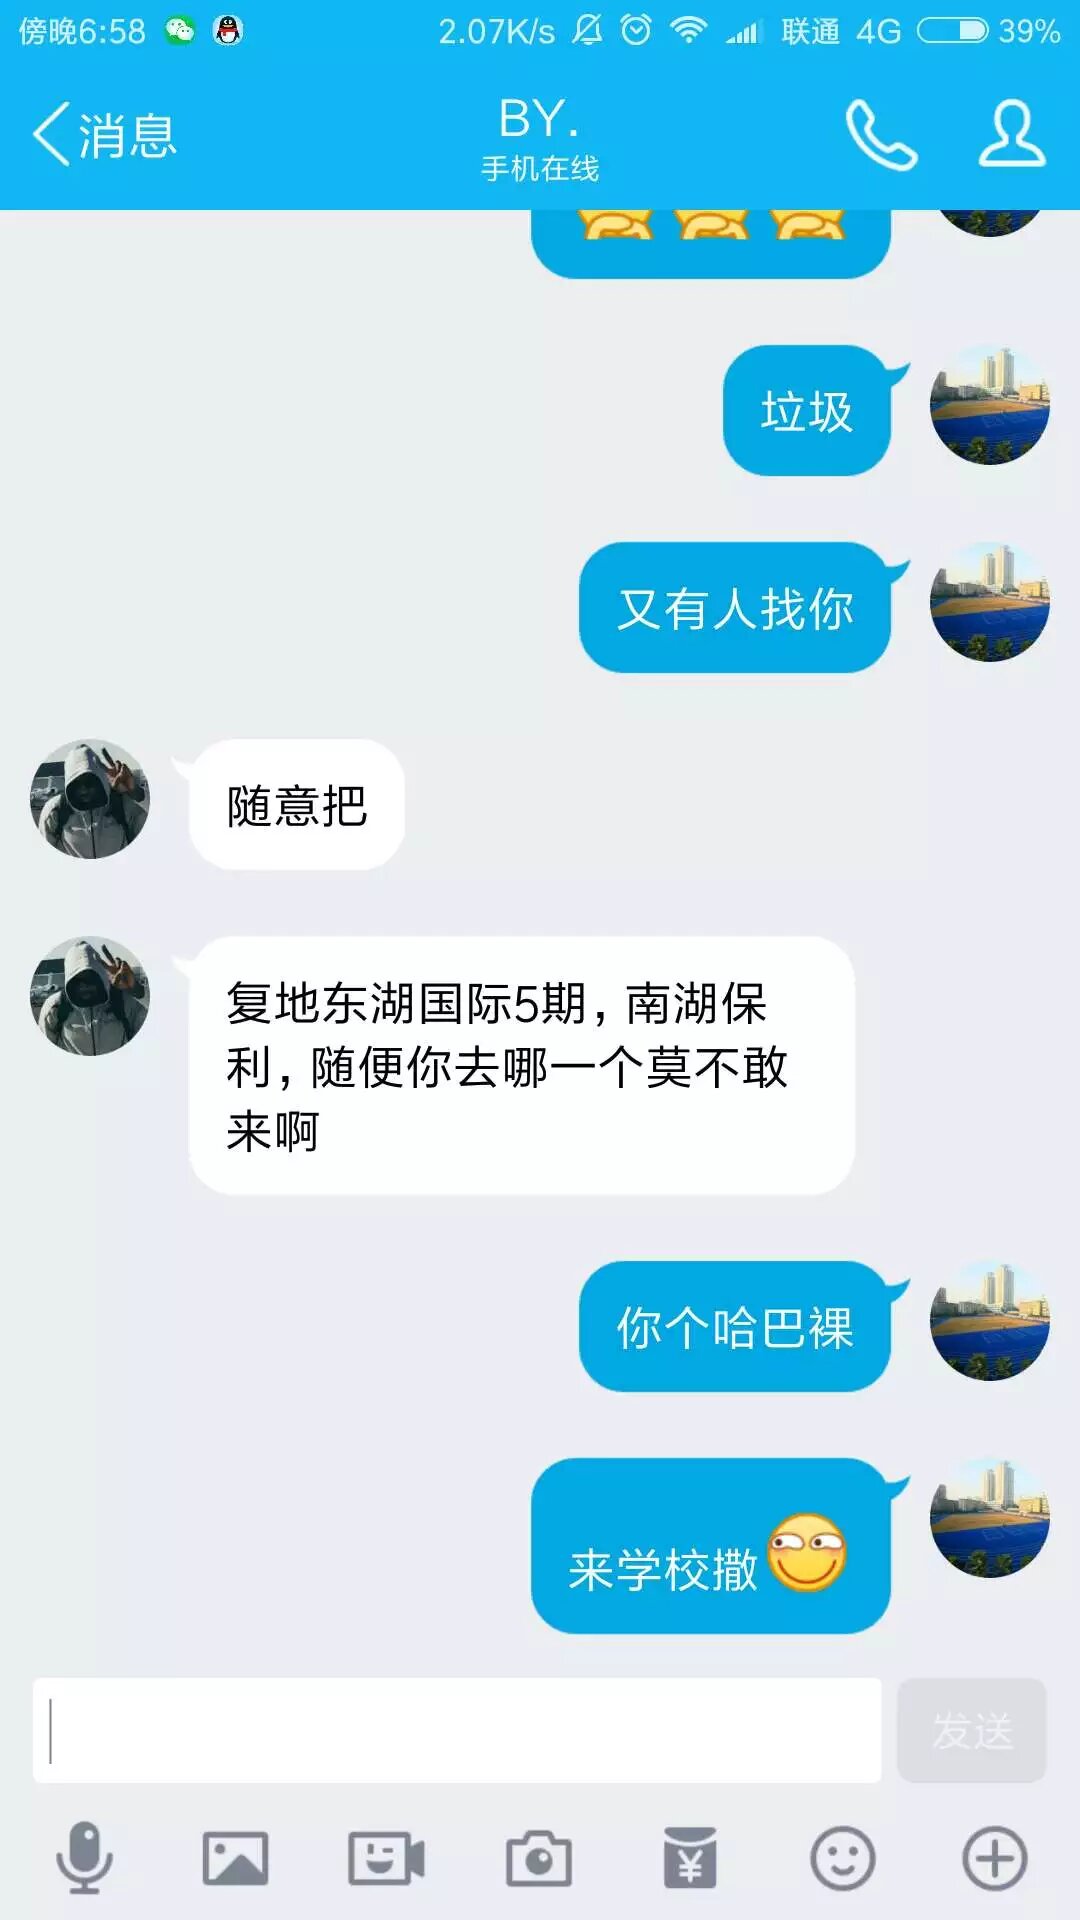 傍晚6:58 2.07K/s 联通 4G 39%
消息
BY.
手机在线
垃圾
又有人找你
随意把
复地东湖国际5期，南湖保
利，随便你去哪一个莫不敢
来啊
你个哈巴裸
来学校撒
发送